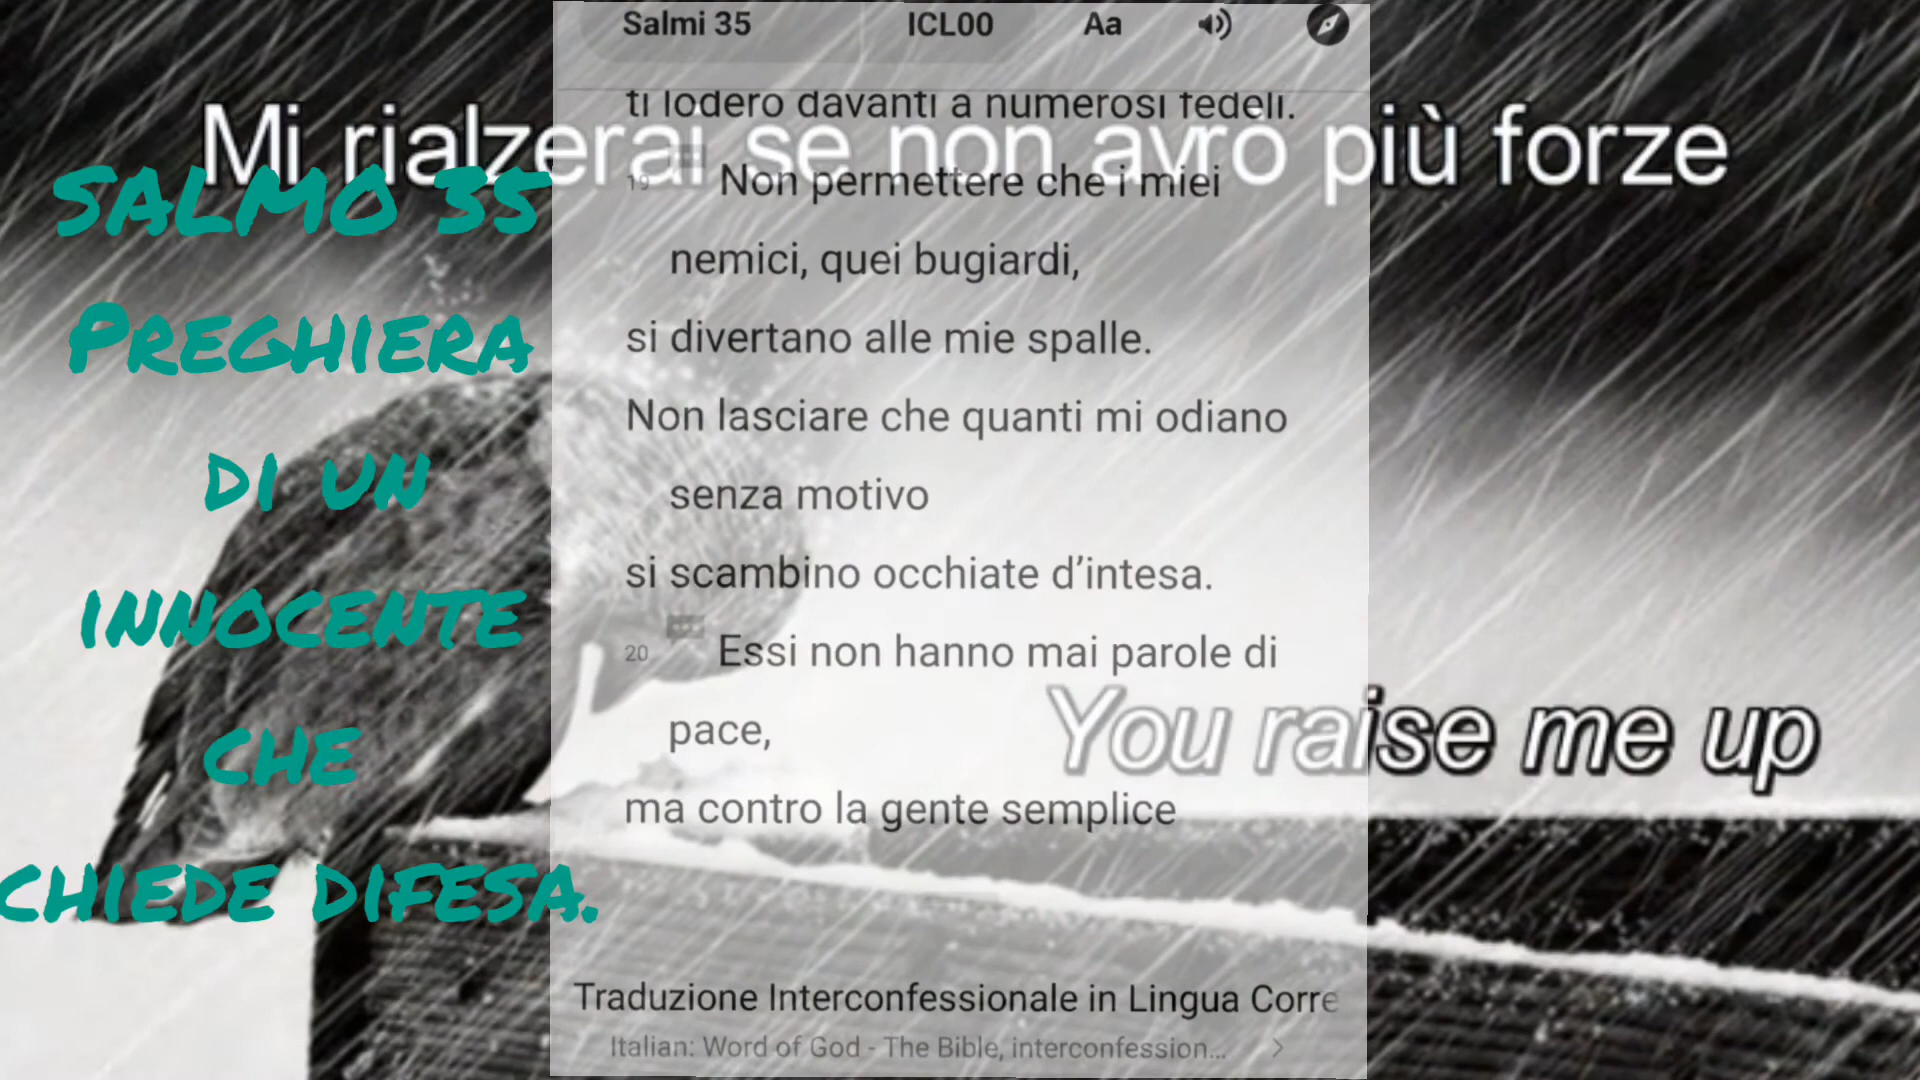 Salmi 35 ICL00 Aa
Mi rialzerai se non avrò più forze
SALMO 35
PREGHIERA
DI UN
INNOCENTE
CHE
CHIEDE DIFESA.
ti lodero davanti a numerosi fedeli.
19 Non permettere che i miei
nemici, quei bugiardi,
si divertano alle mie spalle.
Non lasciare che quanti mi odiano
senza motivo
si scambino occhiate d’intesa.
20 Essi non hanno mai parole di
pace,
ma contro la gente semplice
You raise me up
Traduzione Interconfessionale in Lingua Corre
Italian: Word of God - The Bible, interconfession...